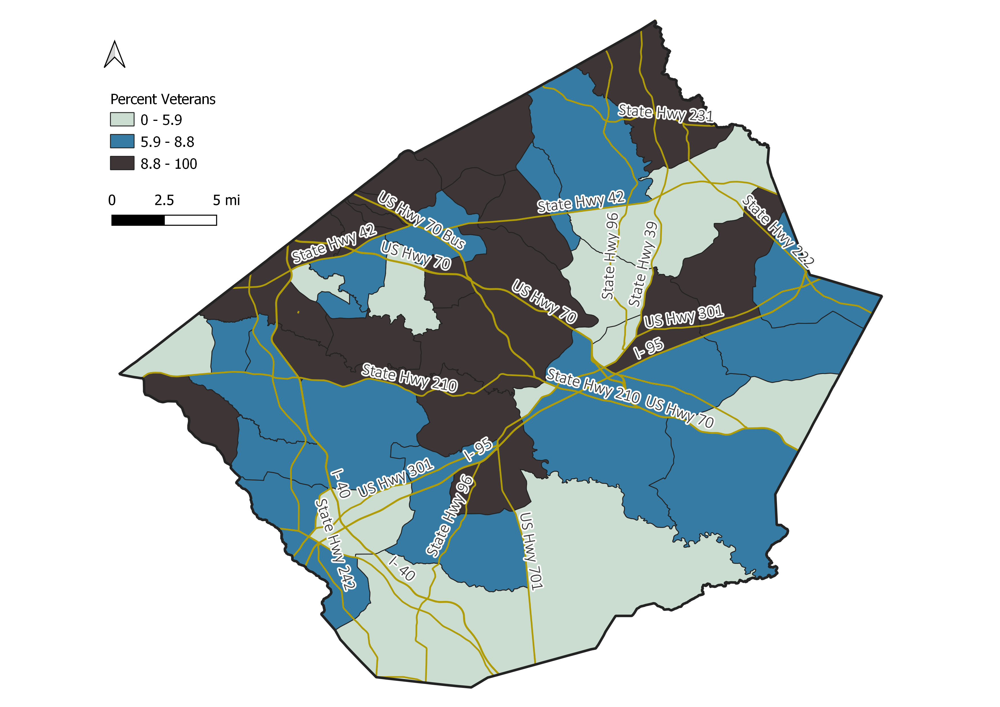 Percent Veterans
0 - 5.9
5.9 - 8.8
8.8 - 100
0 2.5 5 mi
State Hwy 231
US Hwy 70 Bus
State Hwy 42
State Hwy 42
State Hwy 222
State Hwy 96
State Hwy 39
US Hwy 70
US Hwy 70
US Hwy 301
I- 95
State Hwy 210
State Hwy 210
US Hwy 70
I- 95
US Hwy 301
I- 40
State Hwy 96
State Hwy 242
US Hwy 701
I- 40